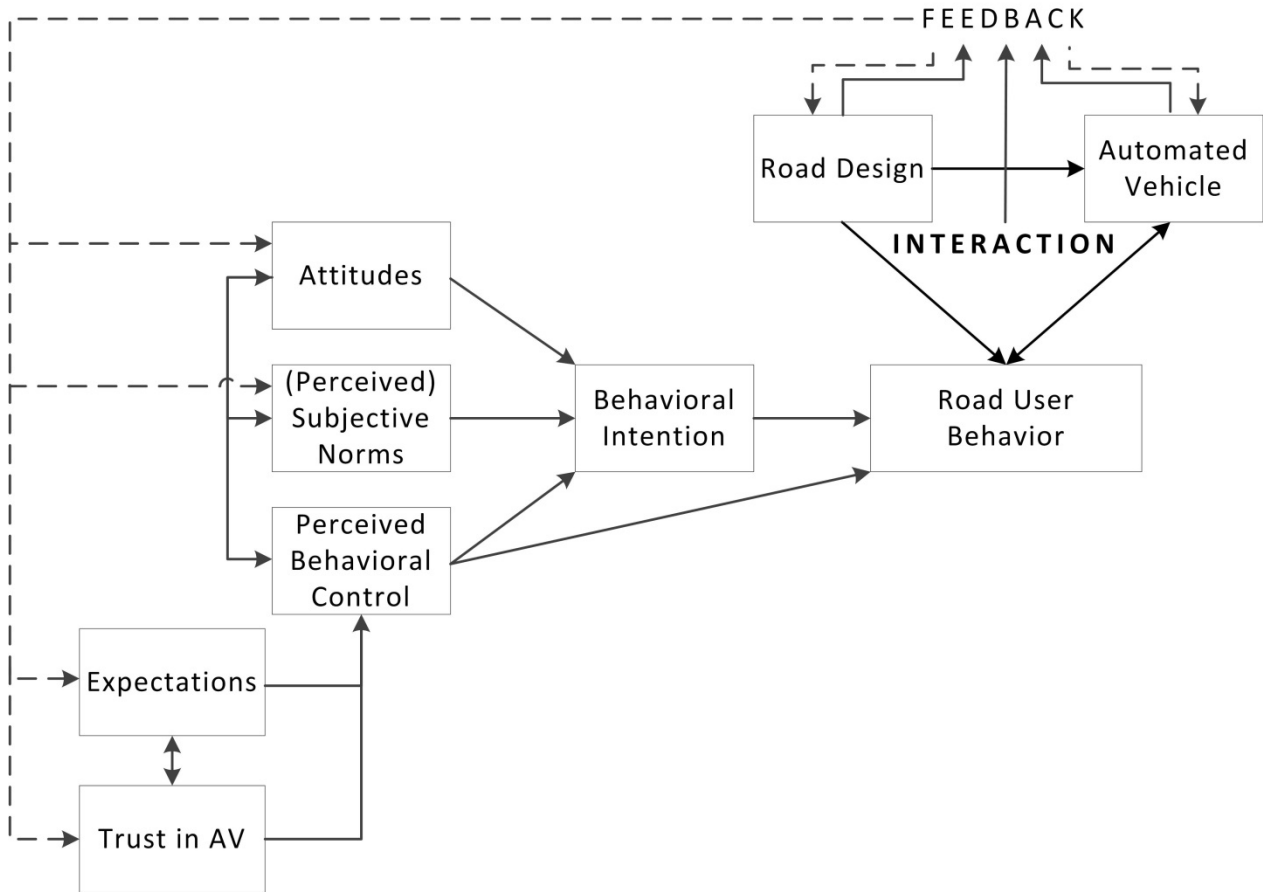 FEEDBACK
Road Design
Automated
Vehicle
INTERACTION
Attitudes
(Perceived)
Subjective
Norms
Behavioral
Intention
Road User
Behavior
Perceived
Behavioral
Control
Expectations
Trust in AV